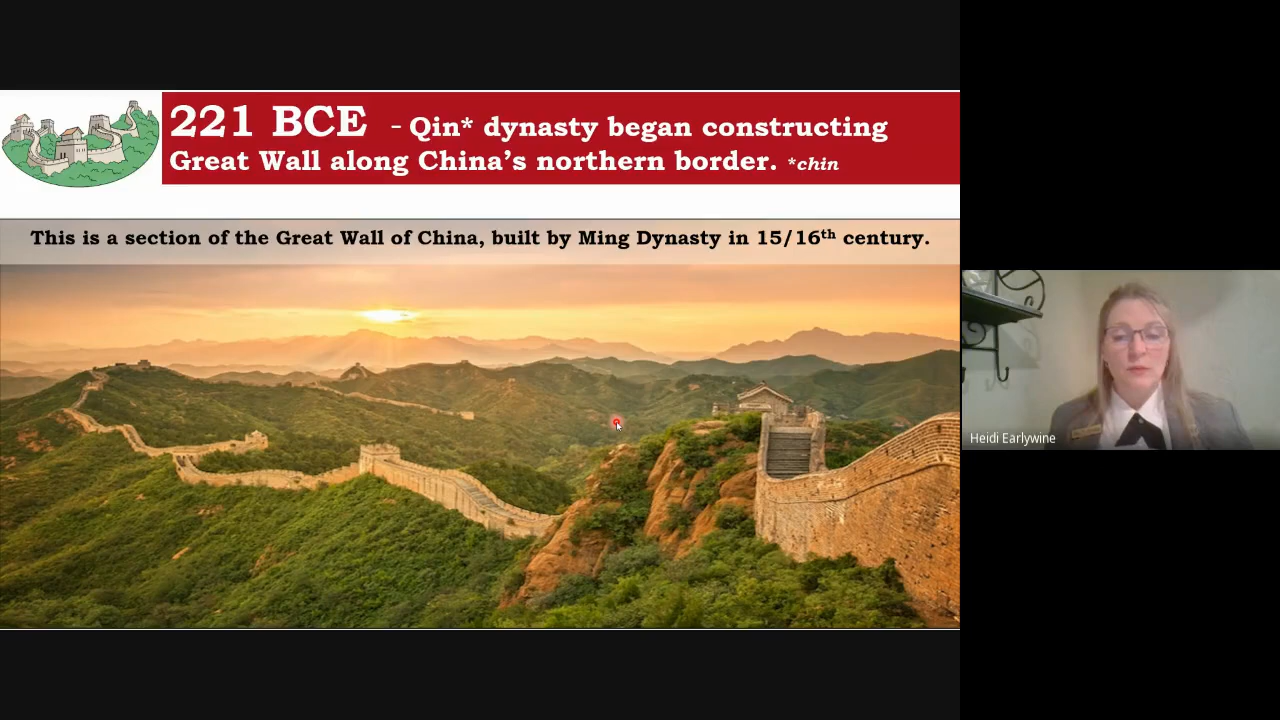 221 BCE - Qin* dynasty began constructing
Great Wall along China’s northern border. *chin
This is a section of the Great Wall of China, built by Ming Dynasty in 15/16th century.
Heidi Earlywine